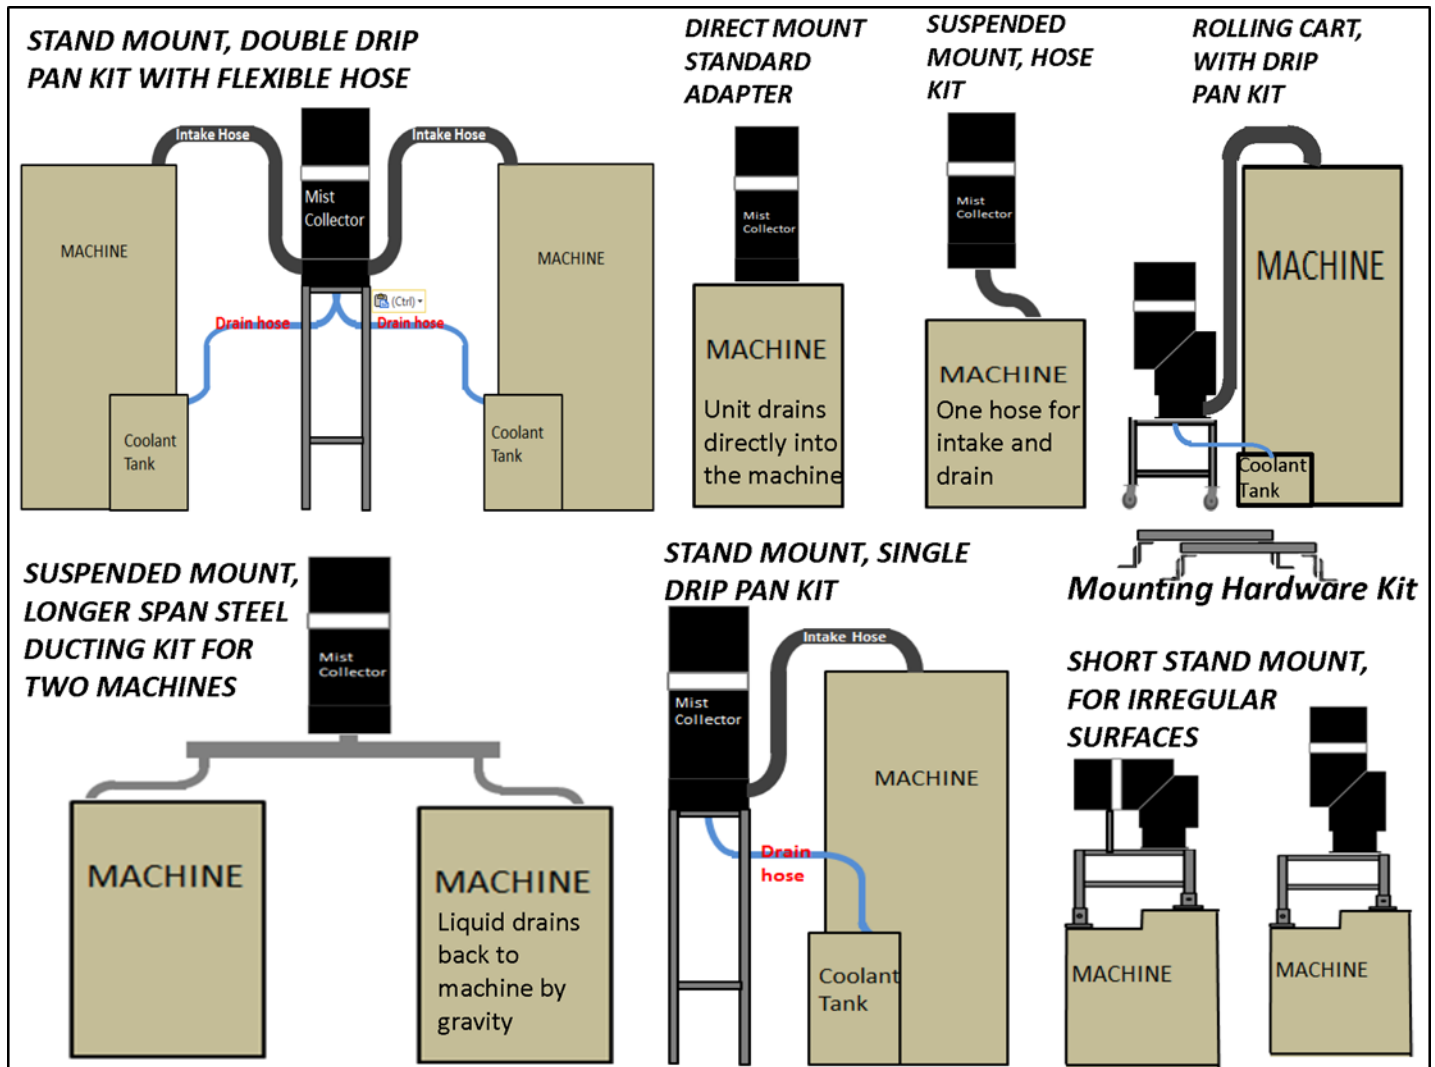 STAND MOUNT, DOUBLE DRIP
PAN KIT WITH FLEXIBLE HOSE
Intake Hose
Intake Hose
Mist
Collector
MACHINE
MACHINE
(Ctrl)
Drain hose
Drain hose
Coolant
Tank
Coolant
Tank
DIRECT MOUNT
STANDARD
ADAPTER
Mist
Collector
MACHINE
Unit drains
directly into
the machine
SUSPENDED
MOUNT, HOSE
KIT
Mist
Collector
MACHINE
One hose for
intake and
drain
ROLLING CART,
WITH DRIP
PAN KIT
MACHINE
Coolant
Tank
Mounting Hardware Kit
SUSPENDED MOUNT,
LONGER SPAN STEEL
DUCTING KIT FOR
TWO MACHINES
Mist
Collector
MACHINE
MACHINE
Liquid drains
back to
machine by
gravity
STAND MOUNT, SINGLE
DRIP PAN KIT
Intake Hose
Mist
Collector
MACHINE
Drain
hose
Coolant
Tank
SHORT STAND MOUNT,
FOR IRREGULAR
SURFACES
MACHINE
MACHINE